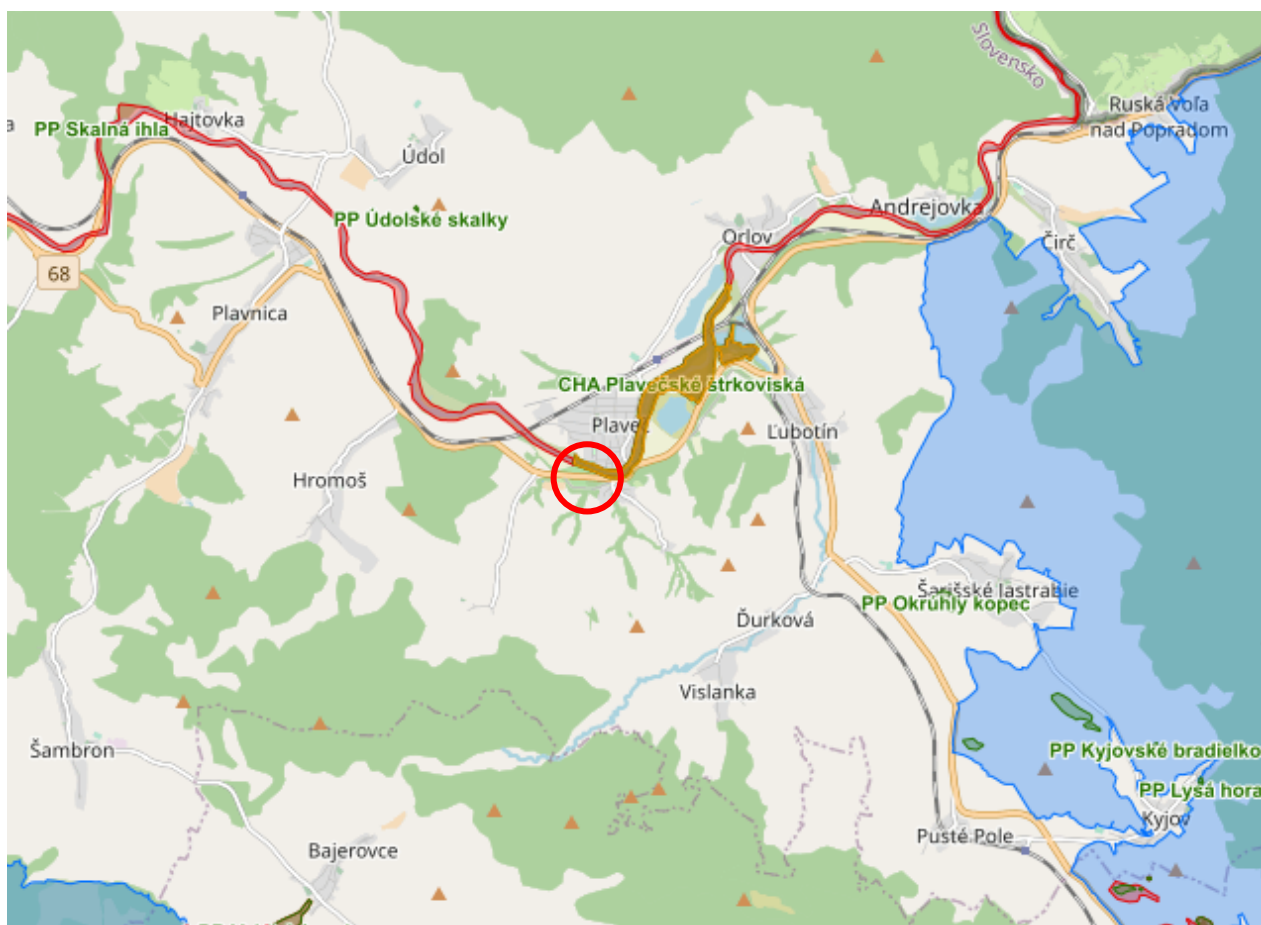 Slovensko
Ruská voľa
nad Popradom
Hajtovka
PP Skalná ihla
Údol
PP Údolské skalky
Andrejovka
Orlov
Čirč
68
Plavnica
CHA Plavečské štrkoviská
Plaveč
Ľubotín
Hromoš
Šarišské lastrabie
PP Okrúhly kopec
Ďurková
Vislanka
Šambron
PP Kyjovské bradielko
PP Lysá hora
Kyjov
Pusté Pole
Bajerovce